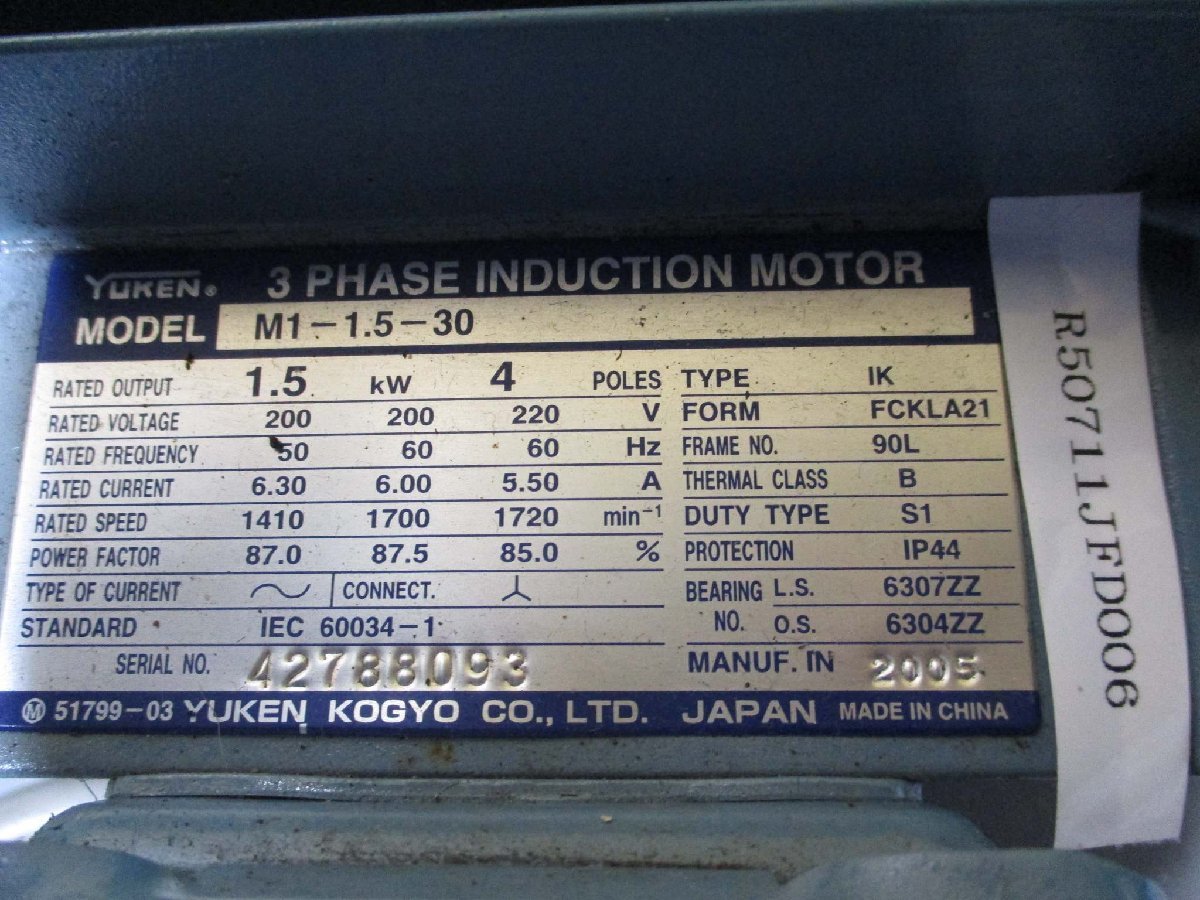 YUKEN® 3 PHASE INDUCTION MOTOR
MODEL M1-1.5-30
RATED OUTPUT 1.5 kW 4 POLES TYPE IK
RATED VOLTAGE 200 200 220 V FORM FCKLA21
RATED FREQUENCY 50 60 60 Hz FRAME NO. 90L
RATED CURRENT 6.30 6.00 5.50 A THERMAL CLASS B
RATED SPEED 1410 1700 1720 min⁻¹ DUTY TYPE S1
POWER FACTOR 87.0 87.5 85.0 % PROTECTION IP44
TYPE OF CURRENT CONNECT. BEARING L.S. 6307ZZ
STANDARD IEC 60034-1 NO. O.S. 6304ZZ
SERIAL NO. 42788093 MANUF. IN 2005
Ⓜ 51799-03 YUKEN KOGYO CO., LTD. JAPAN MADE IN CHINA
R50711JFD006